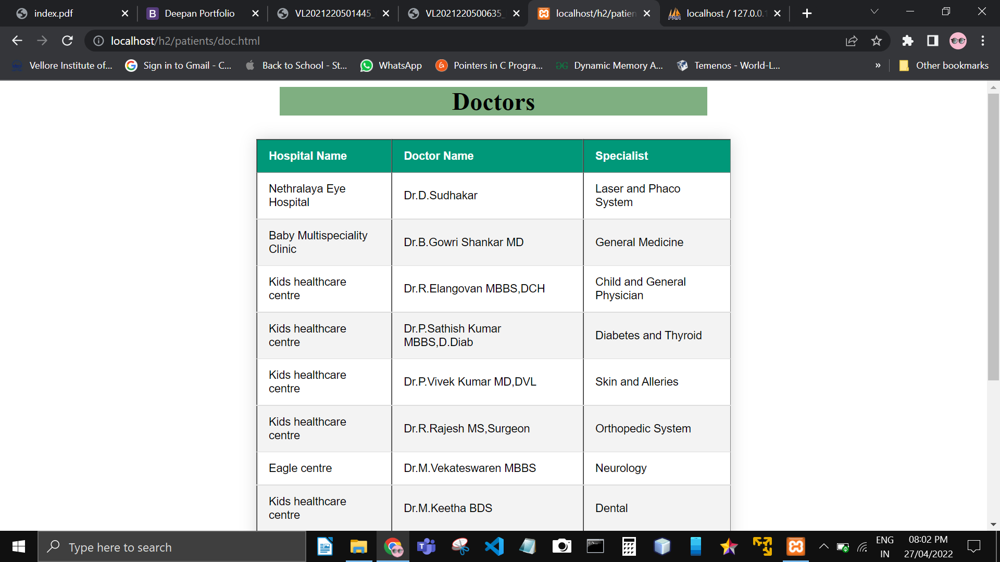 index.pdf
Deepan Portfolio
VL2021220501445_
VL2021220500635_
localhost/h2/patien
localhost / 127.0.0.1
localhost/h2/patients/doc.html
Vellore Institute of...
Sign in to Gmail - C...
Back to School - St...
WhatsApp
Pointers in C Progra...
Dynamic Memory A...
Temenos - World-L...
»
Other bookmarks
Doctors
Hospital Name Doctor Name Specialist
Nethralaya Eye
Hospital
Dr.D.Sudhakar
Laser and Phaco
System
Baby Multispeciality
Clinic
Dr.B.Gowri Shankar MD
General Medicine
Kids healthcare
centre
Dr.R.Elangovan MBBS,DCH
Child and General
Physician
Kids healthcare
centre
Dr.P.Sathish Kumar
MBBS,D.Diab
Diabetes and Thyroid
Kids healthcare
centre
Dr.P.Vivek Kumar MD,DVL
Skin and Alleries
Kids healthcare
centre
Dr.R.Rajesh MS,Surgeon
Orthopedic System
Eagle centre
Dr.M.Vekateswaren MBBS
Neurology
Kids healthcare
centre
Dr.M.Keetha BDS
Dental
Type here to search
ENG
IN
08:02 PM
27/04/2022